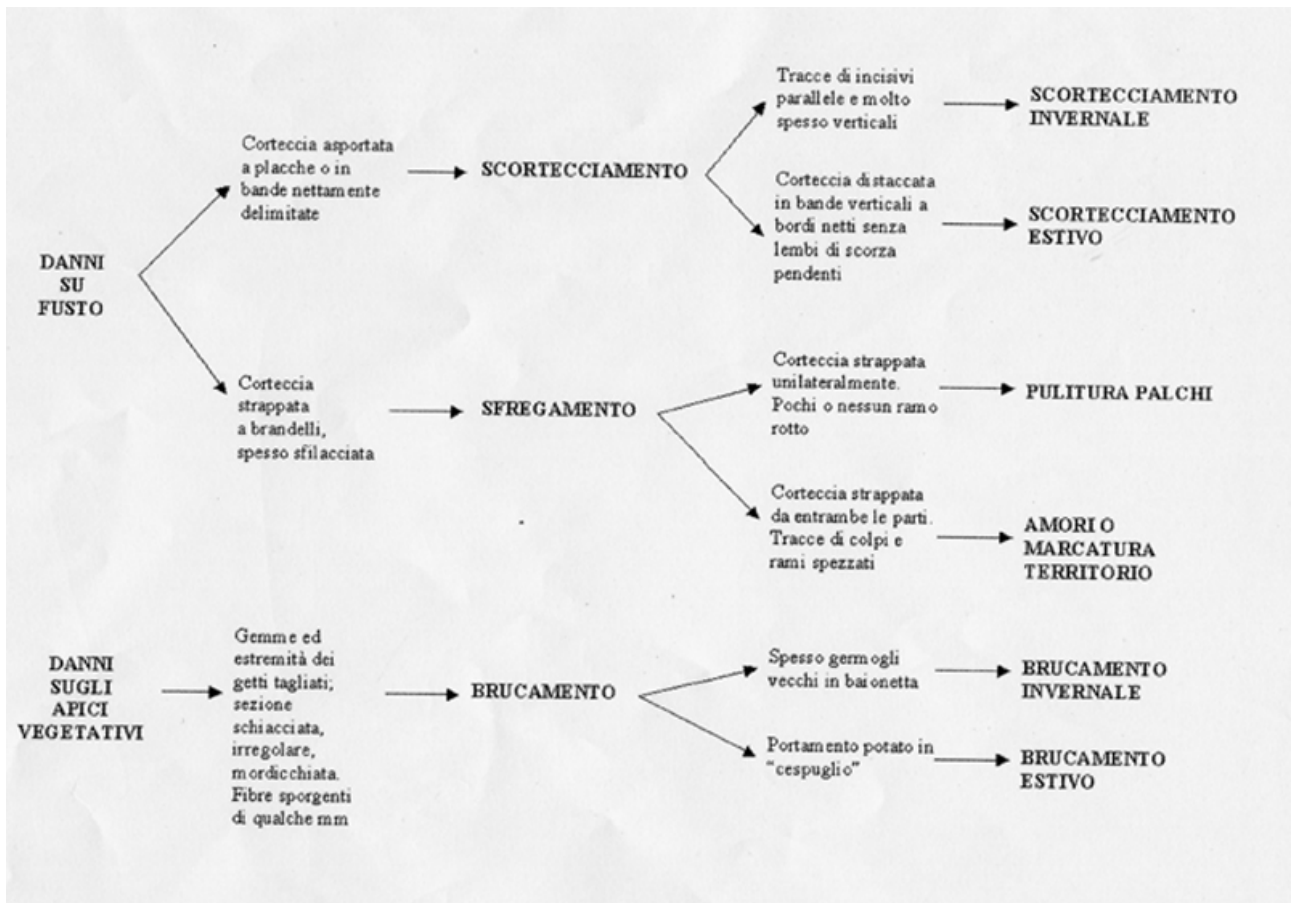 DANNI
SU
FUSTO
Corteccia asportata
a placche o in
bande nettamente
delimitate
SCORTECCIAMENTO
Tracce di incisivi
parallele e molto
spesso verticali
SCORTECCIAMENTO
INVERNALE
Corteccia distaccata
in bande verticali a
bordi netti senza
lembi di scorza
pendenti
SCORTECCIAMENTO
ESTIVO
Corteccia
strappata
a brandelli,
spesso sfilacciata
SFREGAMENTO
Corteccia strappata
unilateralmente.
Pochi o nessun ramo
rotto
PULITURA PALCHI
Corteccia strappata
da entrambe le parti.
Tracce di colpi e
rami spezzati
AMORI O
MARCATURA
TERRITORIO
DANNI
SUGLI
APICI
VEGETATIVI
Gemme ed
estremità dei
getti tagliati;
sezione
schiacciata,
irregolare,
mordicchiata.
Fibre sporgenti
di qualche mm
BRUCAMENTO
Spesso germogli
vecchi in baionetta
BRUCAMENTO
INVERNALE
Portamento potato in
"cespuglio"
BRUCAMENTO
ESTIVO